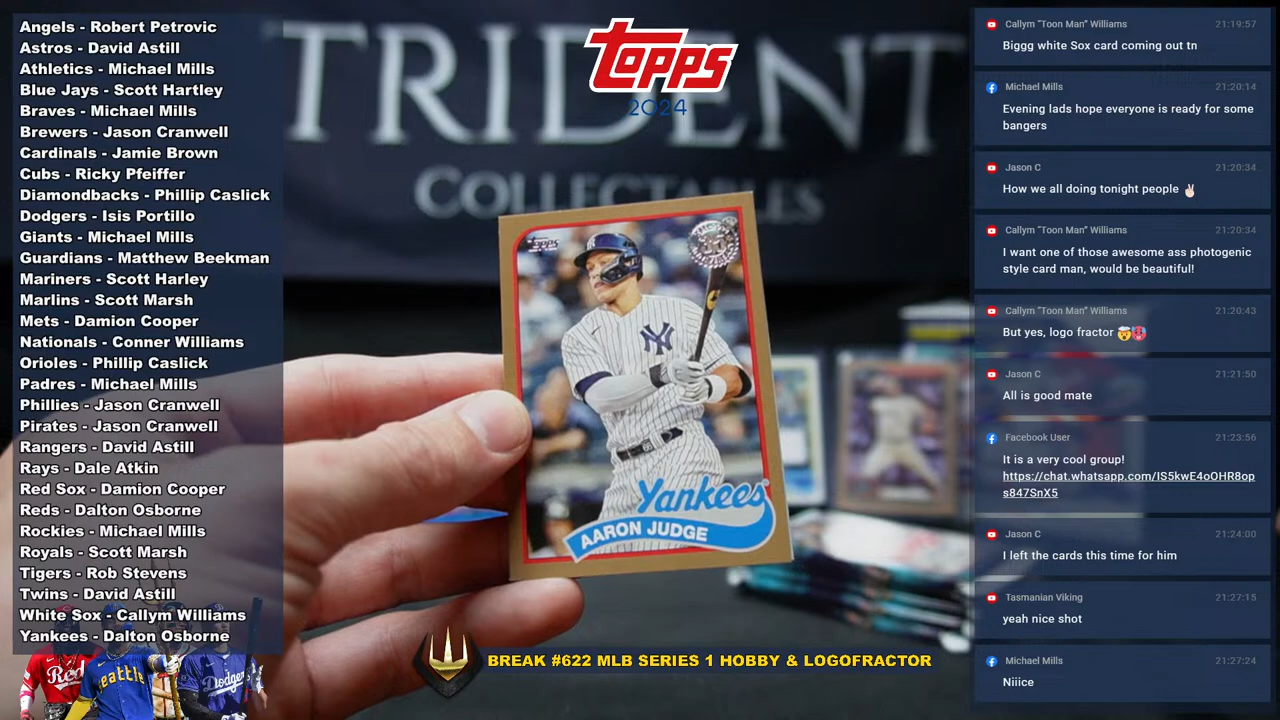 Angels - Robert Petrovic
Astros - David Astill
Athletics - Michael Mills
Blue Jays - Scott Hartley
Braves - Michael Mills
Brewers - Jason Cranwell
Cardinals - Jamie Brown
Cubs - Ricky Pfeiffer
Diamondbacks - Phillip Caslick
Dodgers - Isis Portillo
Giants - Michael Mills
Guardians - Matthew Beekman
Mariners - Scott Harley
Marlins - Scott Marsh
Mets - Damion Cooper
Nationals - Conner Williams
Orioles - Phillip Caslick
Padres - Michael Mills
Phillies - Jason Cranwell
Pirates - Jason Cranwell
Rangers - David Astill
Rays - Dale Atkin
Red Sox - Damion Cooper
Reds - Dalton Osborne
Rockies - Michael Mills
Royals - Scott Marsh
Tigers - Rob Stevens
Twins - David Astill
White Sox - Callym Williams
Yankees - Dalton Osborne
Reds
Seattle
Dodgers
TRIDENT
COLLECTABLES
Topps
2024
Topps
NY
Yankees
AARON JUDGE
BREAK #622 MLB SERIES 1 HOBBY & LOGOFRACTOR
Callym “Toon Man” Williams 21:19:57
Biggg white Sox card coming out tn
Michael Mills 21:20:14
Evening lads hope everyone is ready for some
bangers
Jason C 21:20:34
How we all doing tonight people ✌🏻
Callym “Toon Man” Williams 21:20:34
I want one of those awesome ass photogenic
style card man, would be beautiful!
Callym “Toon Man” Williams 21:20:43
But yes, logo fractor 🤯🥵
Jason C 21:21:50
All is good mate
Facebook User 21:23:56
It is a very cool group!
https://chat.whatsapp.com/IS5kwE4oOHR8op
s847SnX5
Jason C 21:24:00
I left the cards this time for him
Tasmanian Viking 21:27:15
yeah nice shot
Michael Mills 21:27:24
Niiice